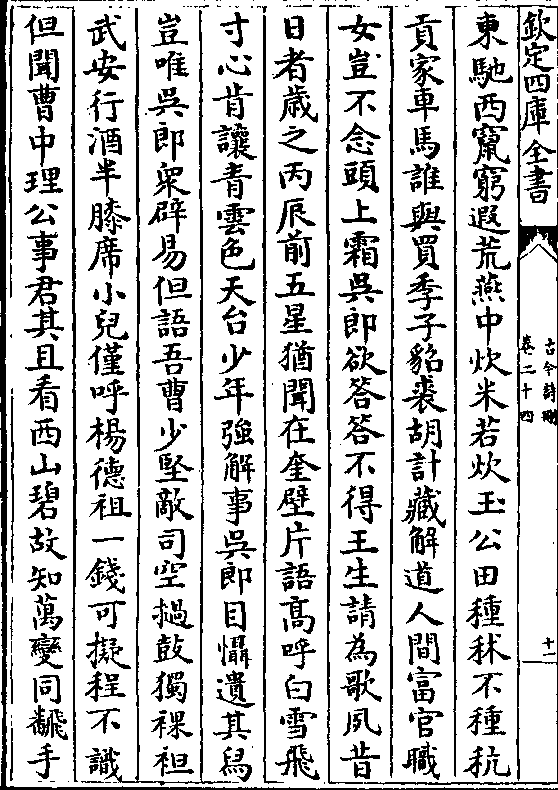 欽定四庫全書
古今詩刪
卷二十四
十一
東馳西竄窮遐荒燕中炊米若炊玉公田種秫不種秔
貢家車馬誰與買季子貂裘胡計藏解道人間富官職
女豈不念頭上霜吳郎欲答答不得王生請為歌夙昔
日者歲之丙辰前五星猶聞在奎壁片語高呼白雪飛
寸心肯讓青雲色天台少年強解事吳郎目懾遺其舄
豈唯吳郎衆辟易但語吾曹少堅敵司空撾鼓獨裸袒
武安行酒半膝席小兒僅呼楊德祖一錢可擬程不識
但聞曹中理公事君其且看西山碧故知萬變同飜手